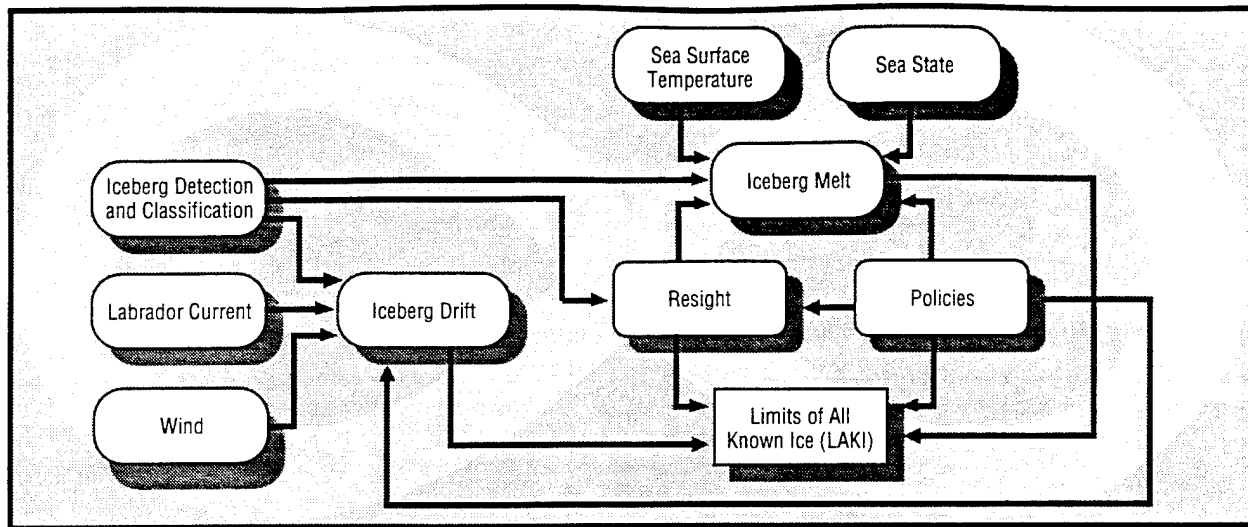 Sea Surface
Temperature
Sea State
Iceberg Detection
and Classification
Iceberg Melt
Labrador Current
Iceberg Drift
Resight
Policies
Wind
Limits of All
Known Ice (LAKI)